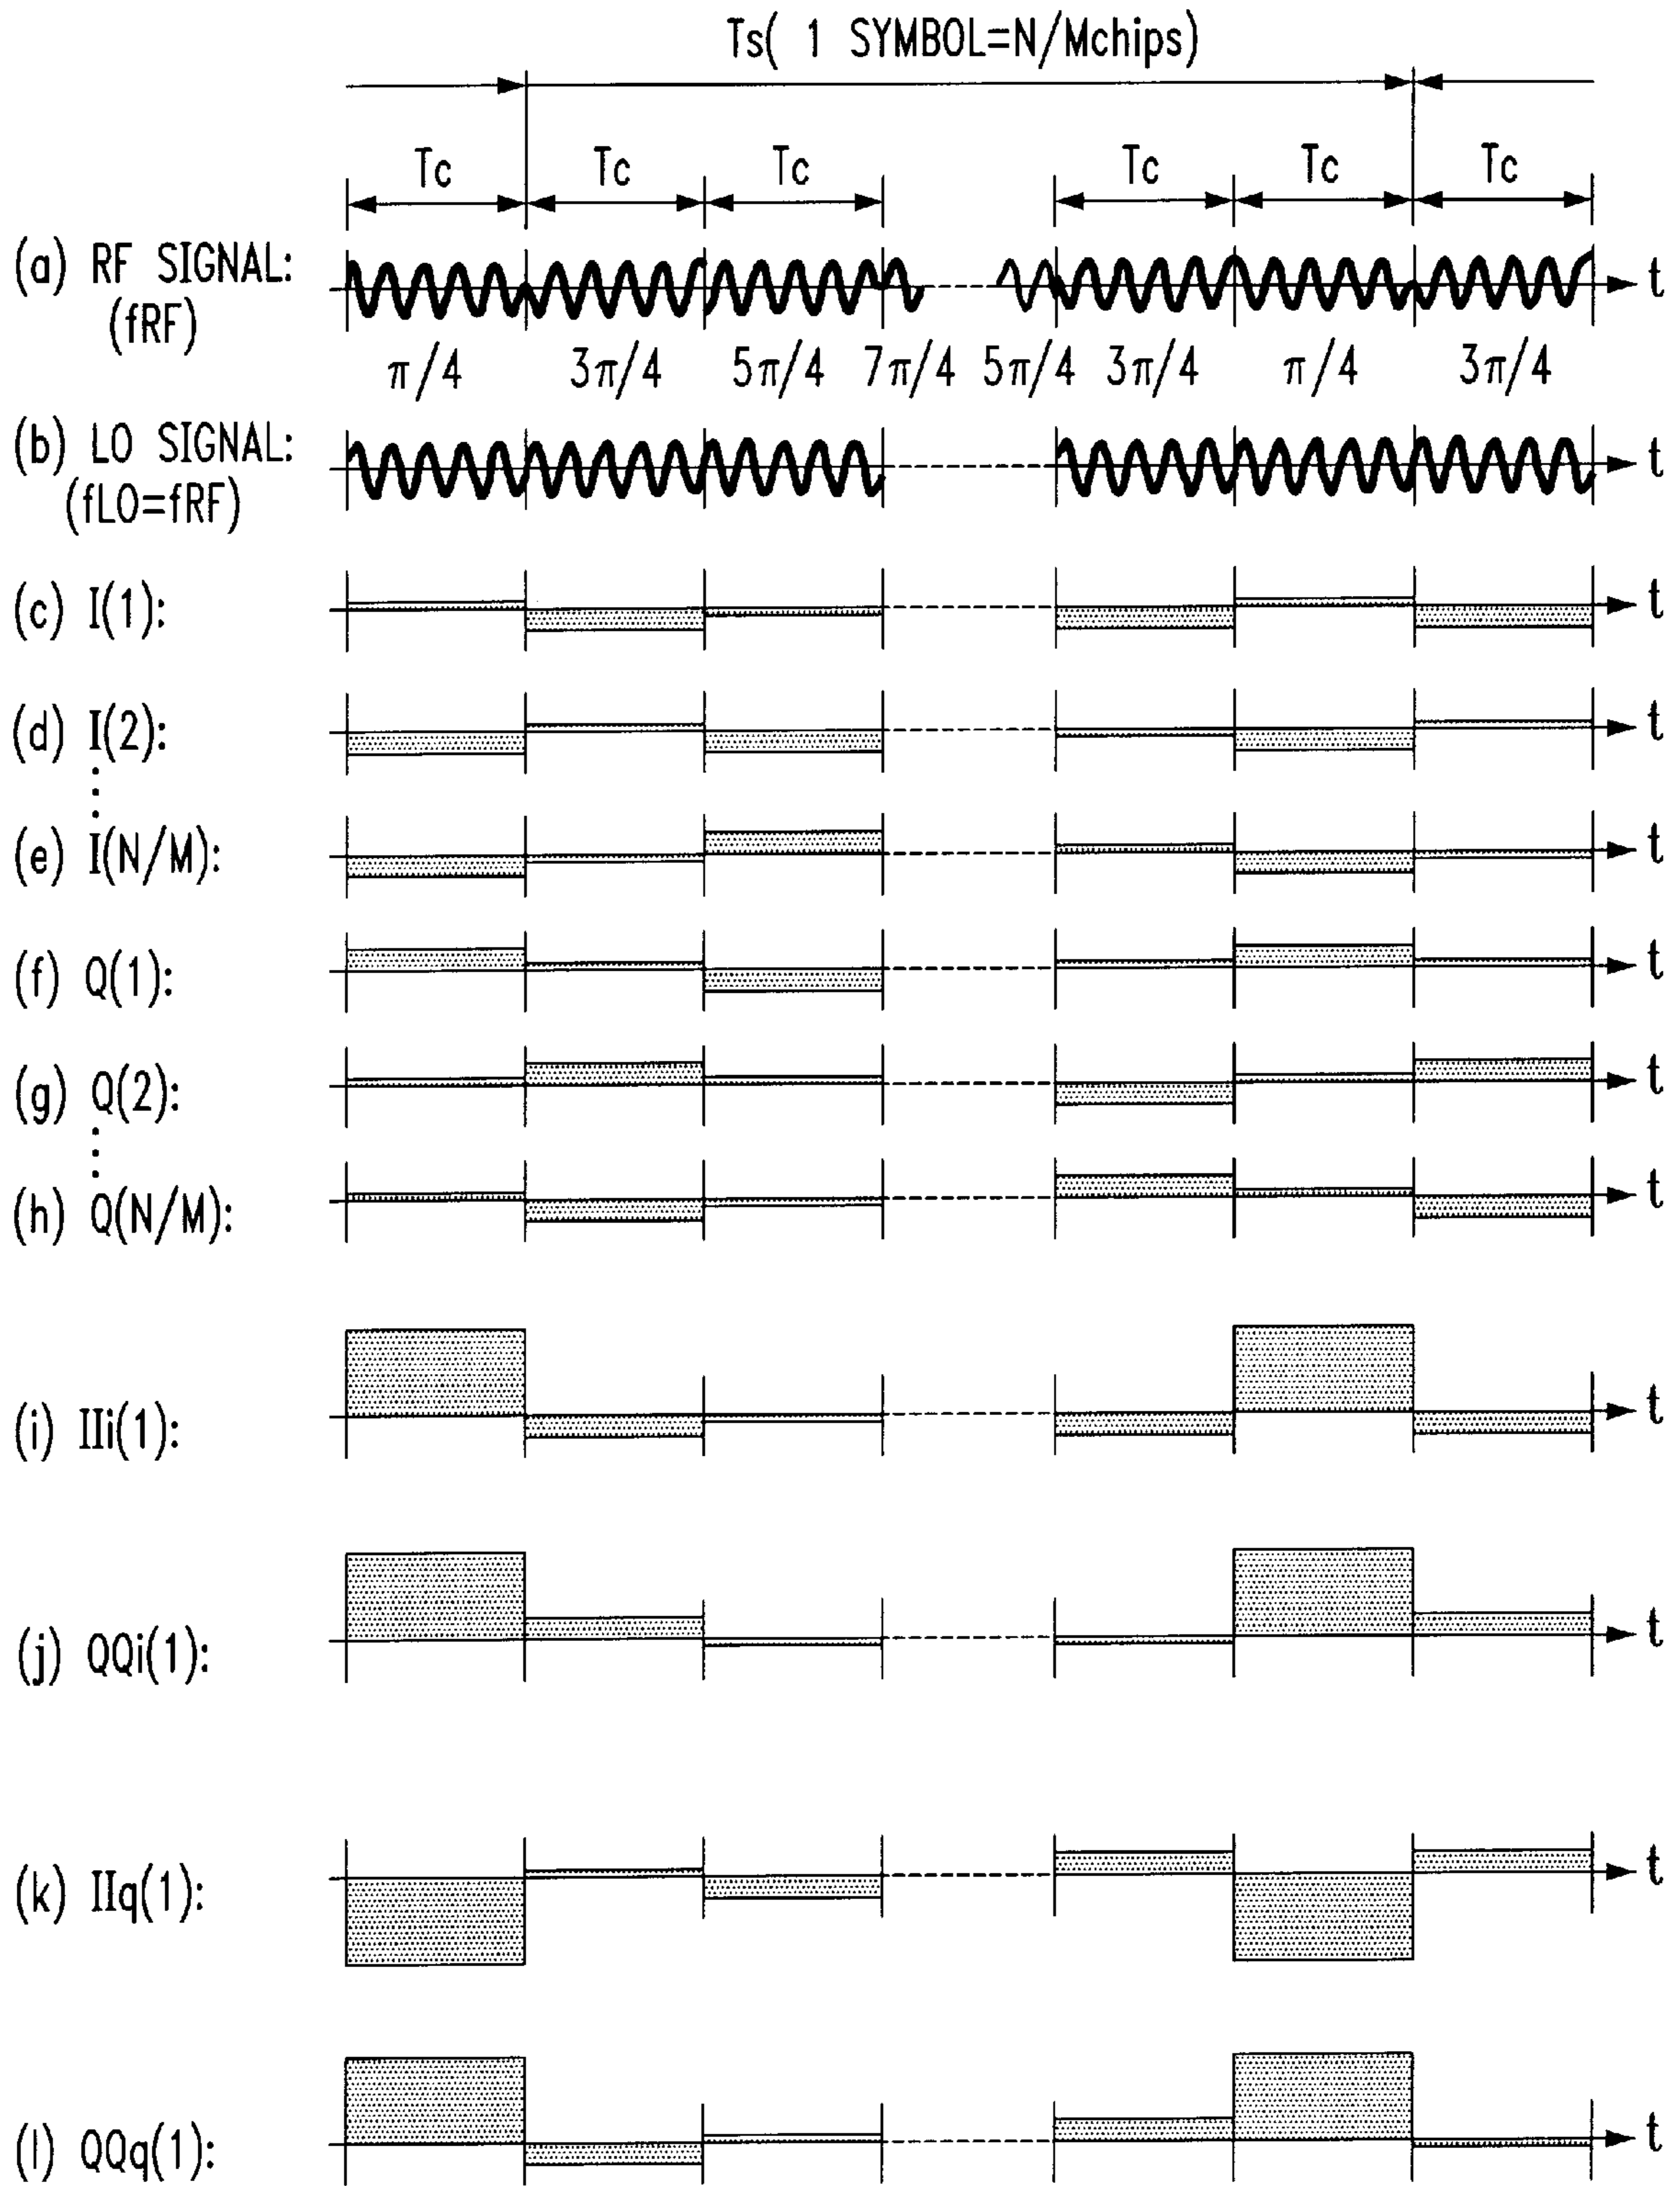 Ts( 1 SYMBOL=N/Mchips)
Tc Tc Tc Tc Tc Tc
(a) RF SIGNAL: t
(fRF)
π/4 3π/4 5π/4 7π/4 5π/4 3π/4 π/4 3π/4
(b) LO SIGNAL: t
(fLO=fRF)
(c) I(1): t
(d) I(2): t
(e) I(N/M): t
(f) Q(1): t
(g) Q(2): t
(h) Q(N/M): t
(i) IIi(1): t
(j) QQi(1): t
(k) IIq(1): t
(l) QQq(1): t